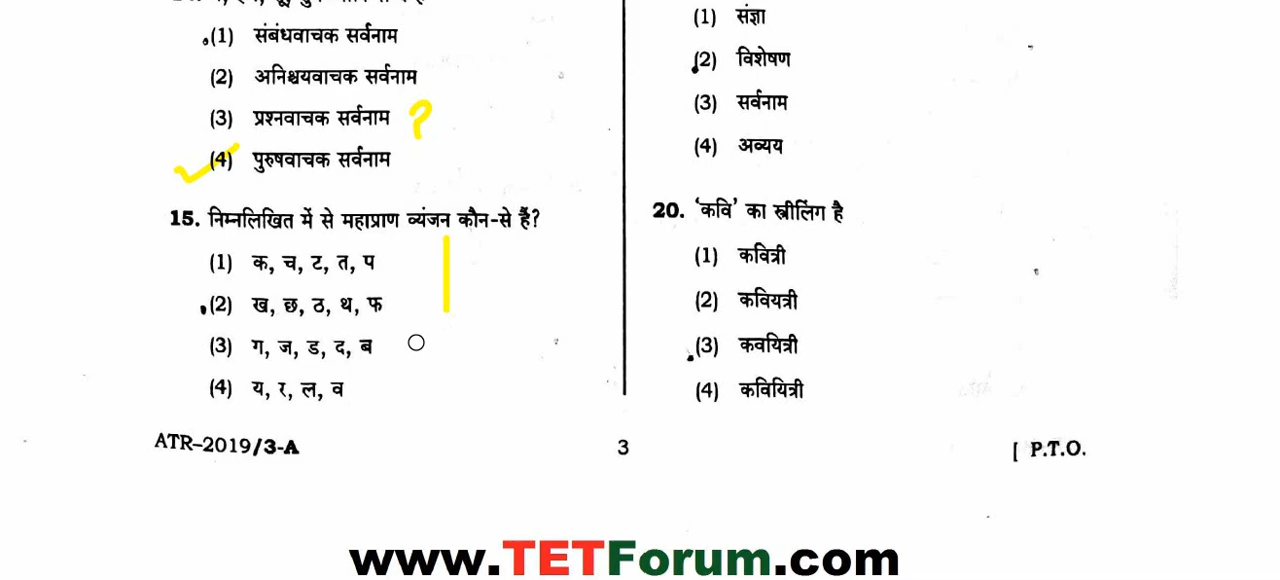 (1) संबंधवाचक सर्वनाम
(2) अनिश्चयवाचक सर्वनाम
(3) प्रश्नवाचक सर्वनाम ?
(4) पुरुषवाचक सर्वनाम
15. निम्नलिखित में से महाप्राण व्यंजन कौन-से हैं?
(1) क, च, ट, त, प
(2) ख, छ, ठ, थ, फ
(3) ग, ज, ड, द, ब
(4) य, र, ल, व
(1) संज्ञा
(2) विशेषण
(3) सर्वनाम
(4) अव्यय
20. ‘कवि’ का स्त्रीलिंग है
(1) कवित्री
(2) कवियत्री
(3) कवयित्री
(4) कवियित्री
ATR–2019/3-A 3 [ P.T.O.
www.TETForum.com